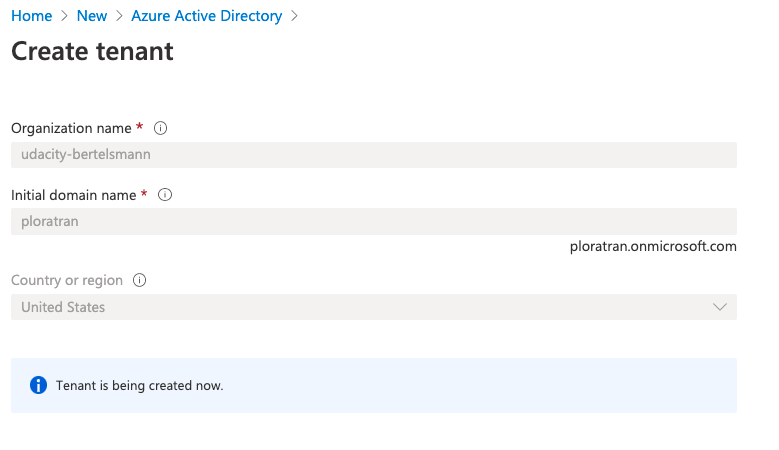 Home > New > Azure Active Directory >
Create tenant
Organization name *
udacity-bertelsmann
Initial domain name *
ploratran
ploratran.onmicrosoft.com
Country or region
United States
Tenant is being created now.